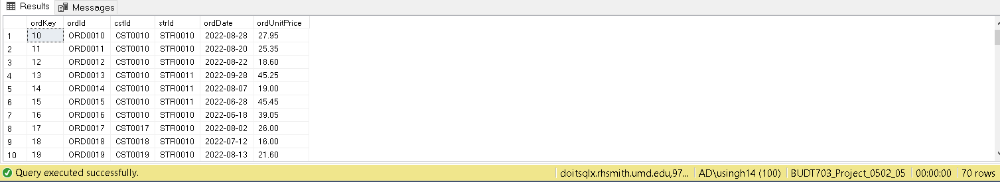 Results Messages
ordKey ordId cstId strId ordDate ordUnitPrice
1 10 ORD0010 CST0010 STR0010 2022-08-28 27.95
2 11 ORD0011 CST0010 STR0010 2022-08-20 25.35
3 12 ORD0012 CST0010 STR0010 2022-08-22 18.60
4 13 ORD0013 CST0010 STR0011 2022-09-28 45.25
5 14 ORD0014 CST0010 STR0011 2022-08-07 19.00
6 15 ORD0015 CST0010 STR0011 2022-06-28 45.45
7 16 ORD0016 CST0010 STR0010 2022-06-18 39.05
8 17 ORD0017 CST0017 STR0010 2022-08-02 26.00
9 18 ORD0018 CST0018 STR0010 2022-07-12 16.00
10 19 ORD0019 CST0019 STR0010 2022-08-13 21.60
Query executed successfully. doitsqlx.rhsmith.umd.edu,97... AD\usingh14 (100) BUDT703_Project_0502_05 00:00:00 70 rows